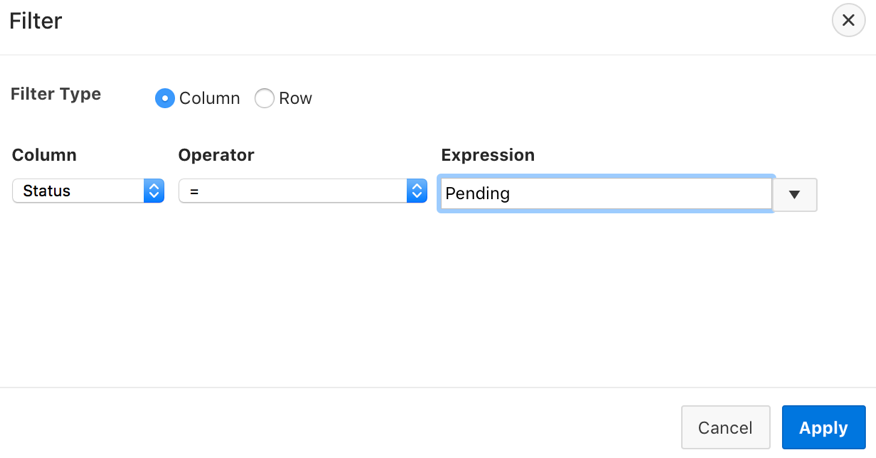 Filter
Filter Type Column Row
Column Operator Expression
Status = Pending
Cancel Apply